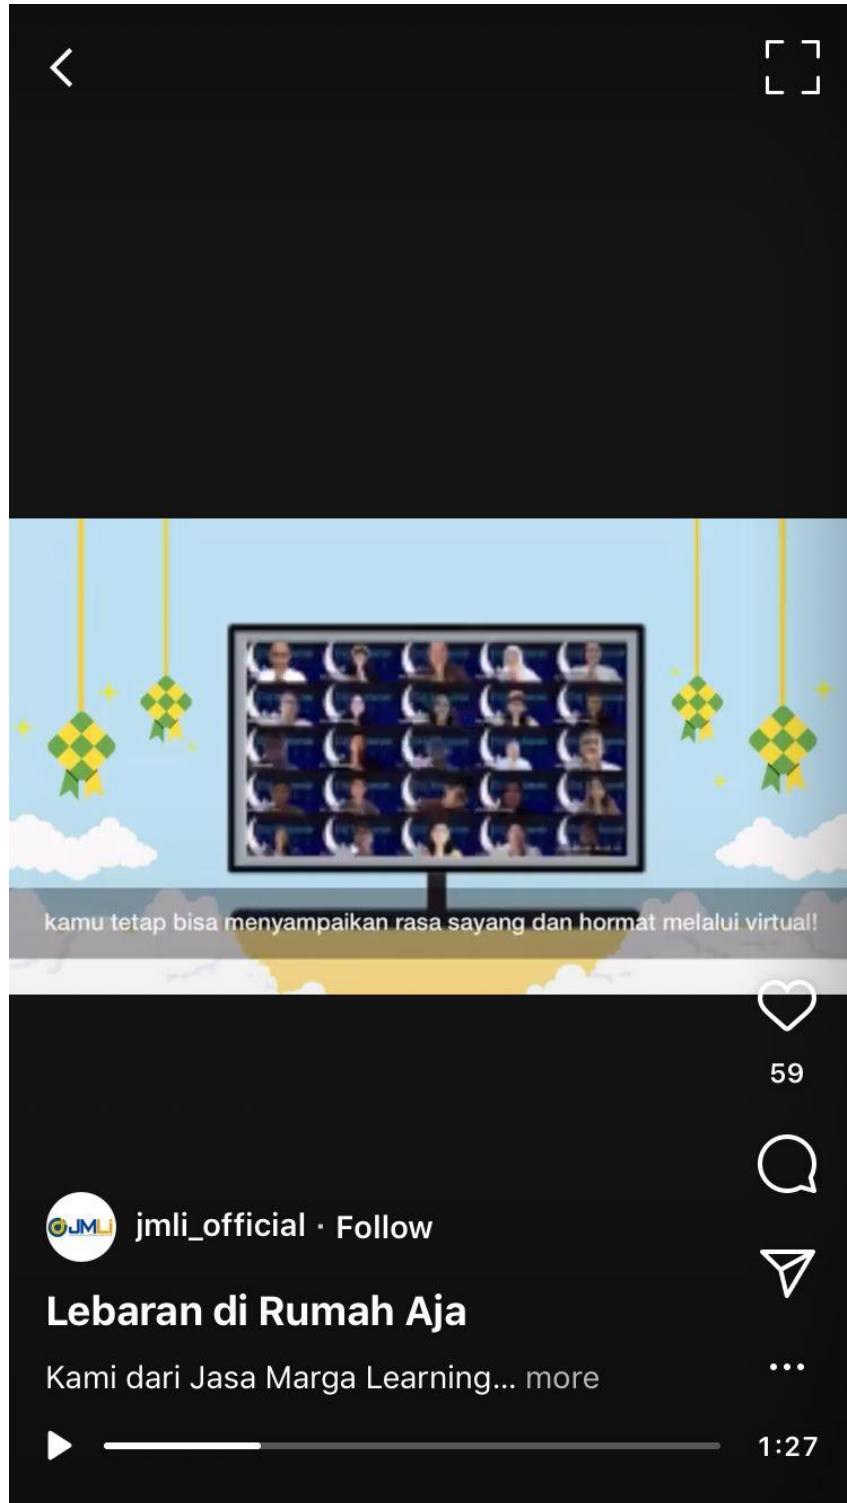 kamu tetap bisa menyampaikan rasa sayang dan hormat melalui virtual!
59
JMLi
jmli_official · Follow
Lebaran di Rumah Aja
Kami dari Jasa Marga Learning... more
1:27